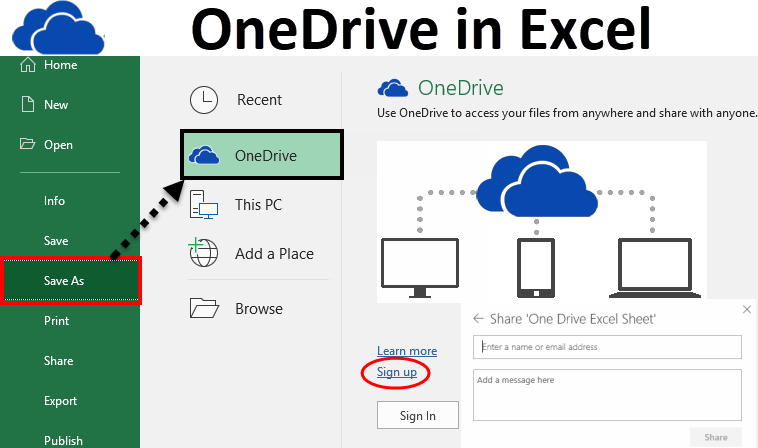 OneDrive in Excel
Home
New
Open
Info
Save
Save As
Print
Share
Export
Publish
Recent
OneDrive
This PC
Add a Place
Browse
OneDrive
Use OneDrive to access your files from anywhere and share with anyone.
Learn more
Sign up
Sign In
Share 'One Drive Excel Sheet'
Enter a name or email address
Add a message here
Share